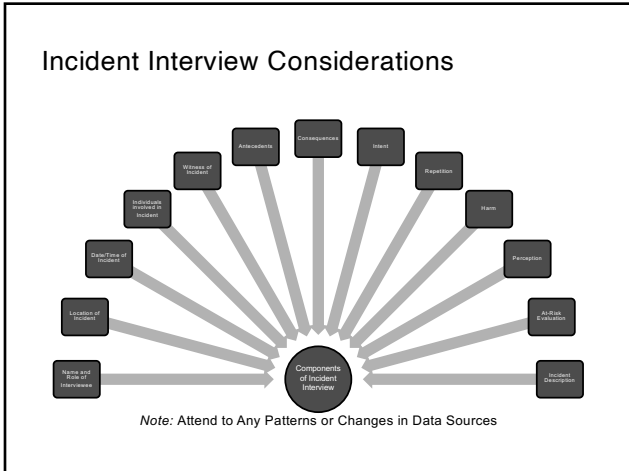 Incident Interview Considerations
Consequences
Antecedents
Intent
Witness of
Incident
Repetition
Individuals
involved in
Incident
Harm
Date/Time of
Incident
Perception
Location of
Incident
At-Risk
Evaluation
Name and
Role of
Interviewee
Components
of Incident
Interview
Incident
Description
Note: Attend to Any Patterns or Changes in Data Sources